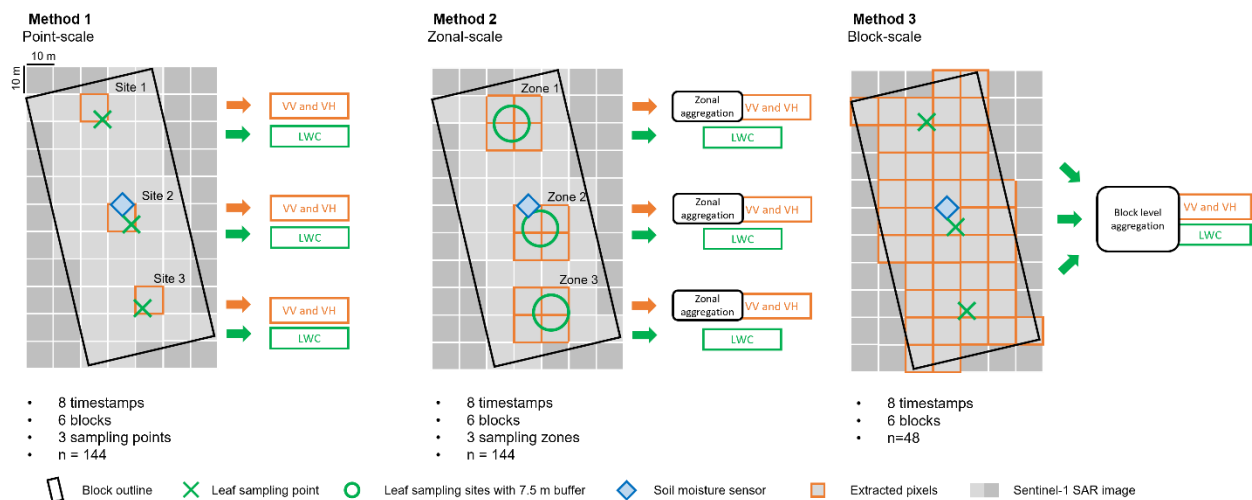 Method 1
Point-scale
10 m
10 m
Site 1
VV and VH
LWC
Site 2
VV and VH
LWC
Site 3
VV and VH
LWC
• 8 timestamps
• 6 blocks
• 3 sampling points
• n = 144
Method 2
Zonal-scale
Zone 1
Zonal
aggregation
VV and VH
LWC
Zone 2
Zonal
aggregation
VV and VH
LWC
Zone 3
Zonal
aggregation
VV and VH
LWC
• 8 timestamps
• 6 blocks
• 3 sampling zones
• n = 144
Method 3
Block-scale
Block level
aggregation
VV and VH
LWC
• 8 timestamps
• 6 blocks
• n=48
Block outline
Leaf sampling point
Leaf sampling sites with 7.5 m buffer
Soil moisture sensor
Extracted pixels
Sentinel-1 SAR image